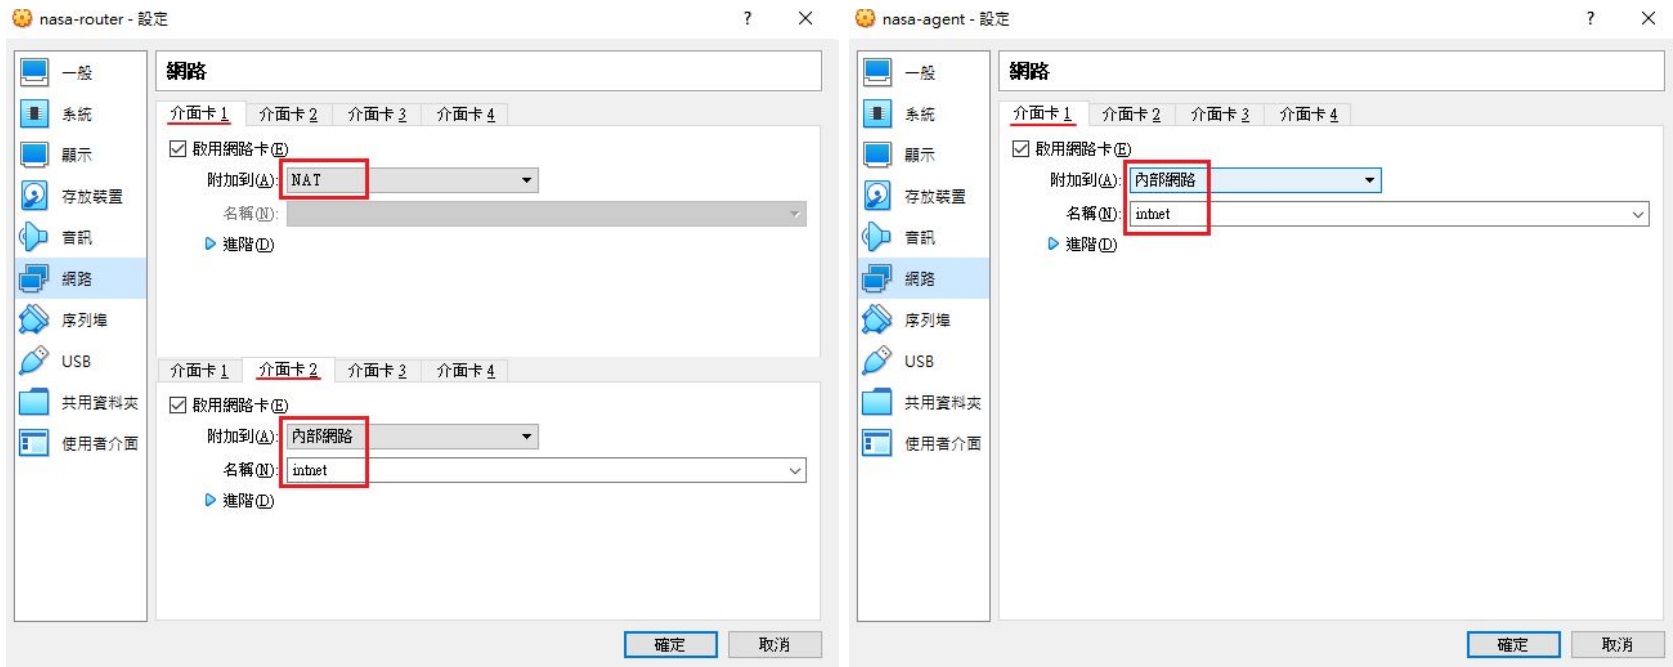 nasa-router - 設定
?
一般
系統
顯示
存放裝置
音訊
網路
序列埠
USB
共用資料夾
使用者介面
網路
介面卡 1 介面卡 2 介面卡 3 介面卡 4
啟用網路卡(E)
附加到(A): NAT
名稱(N):
進階(D)
介面卡 1 介面卡 2 介面卡 3 介面卡 4
啟用網路卡(E)
附加到(A): 內部網路
名稱(N): intnet
進階(D)
確定 取消
nasa-agent - 設定
?
一般
系統
顯示
存放裝置
音訊
網路
序列埠
USB
共用資料夾
使用者介面
網路
介面卡 1 介面卡 2 介面卡 3 介面卡 4
啟用網路卡(E)
附加到(A): 內部網路
名稱(N): intnet
進階(D)
確定 取消